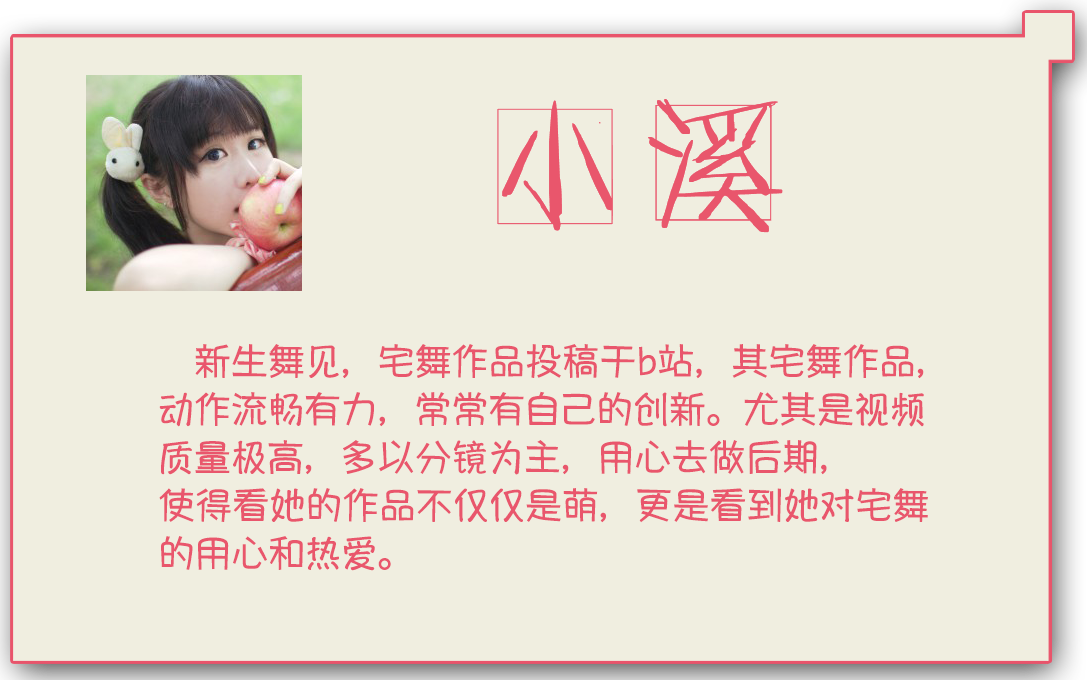 小溪
新生舞见，宅舞作品投稿于b站，其宅舞作品，
动作流畅有力，常常有自己的创新。尤其是视频
质量极高，多以分镜为主，用心去做后期，
使得看她的作品不仅仅是萌，更是看到她对宅舞
的用心和热爱。